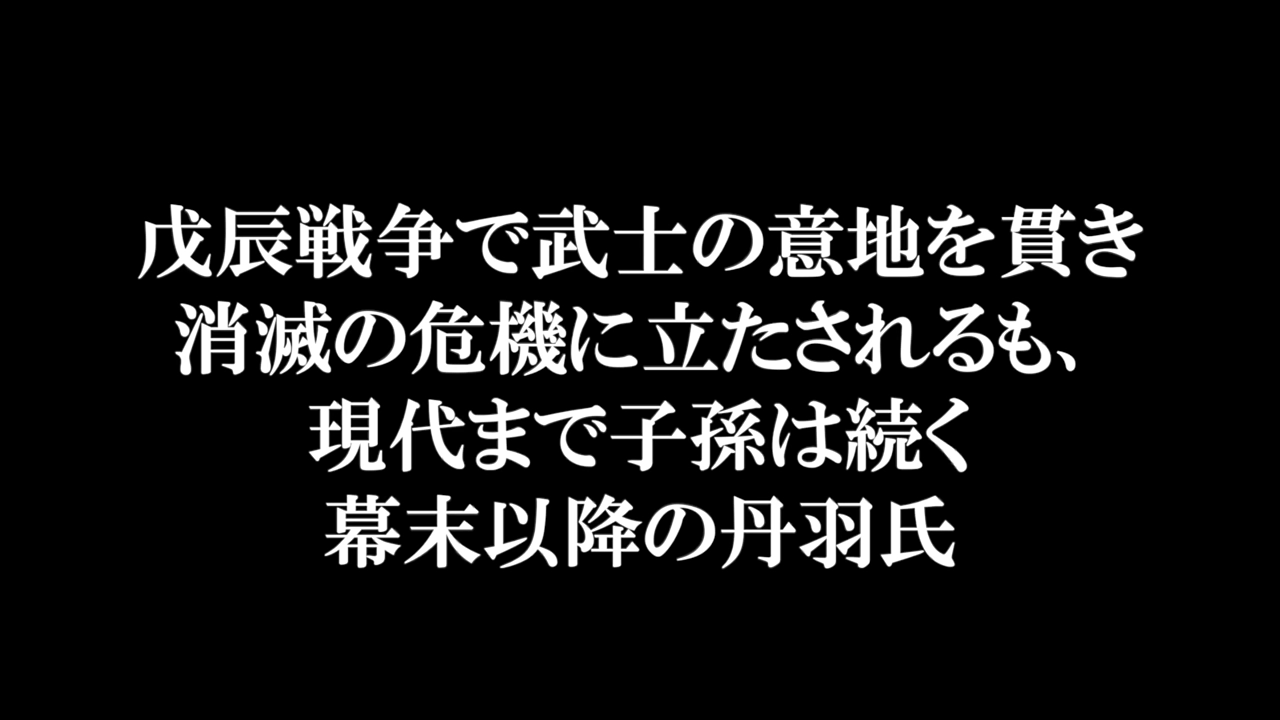 戊辰戦争で武士の意地を貫き
消滅の危機に立たされるも、
現代まで子孫は続く
幕末以降の丹羽氏